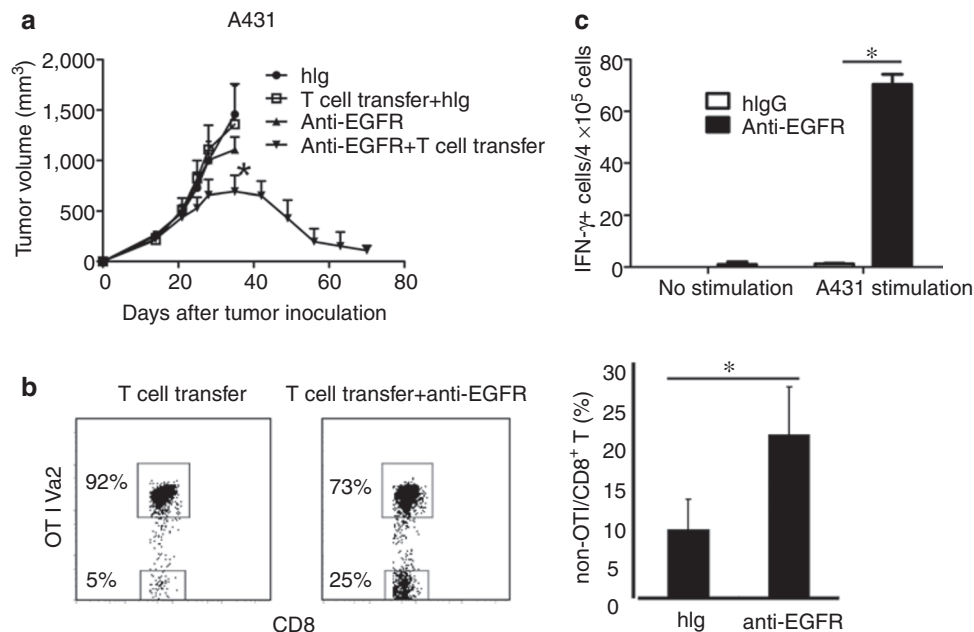 a
A431
Tumor volume (mm³)
2,000
1,500
1,000
500
0
0
20
40
60
80
Days after tumor inoculation
hIg
T cell transfer+hIg
Anti-EGFR
Anti-EGFR+T cell transfer
*
c
IFN-γ+ cells/4 ×10⁵ cells
80
60
40
20
0
*
hIgG
Anti-EGFR
No stimulation
A431 stimulation
b
T cell transfer
T cell transfer+anti-EGFR
OT I Va2
92%
5%
73%
25%
CD8
non-OTI/CD8⁺ T (%)
30
25
20
15
10
5
0
*
hIg
anti-EGFR